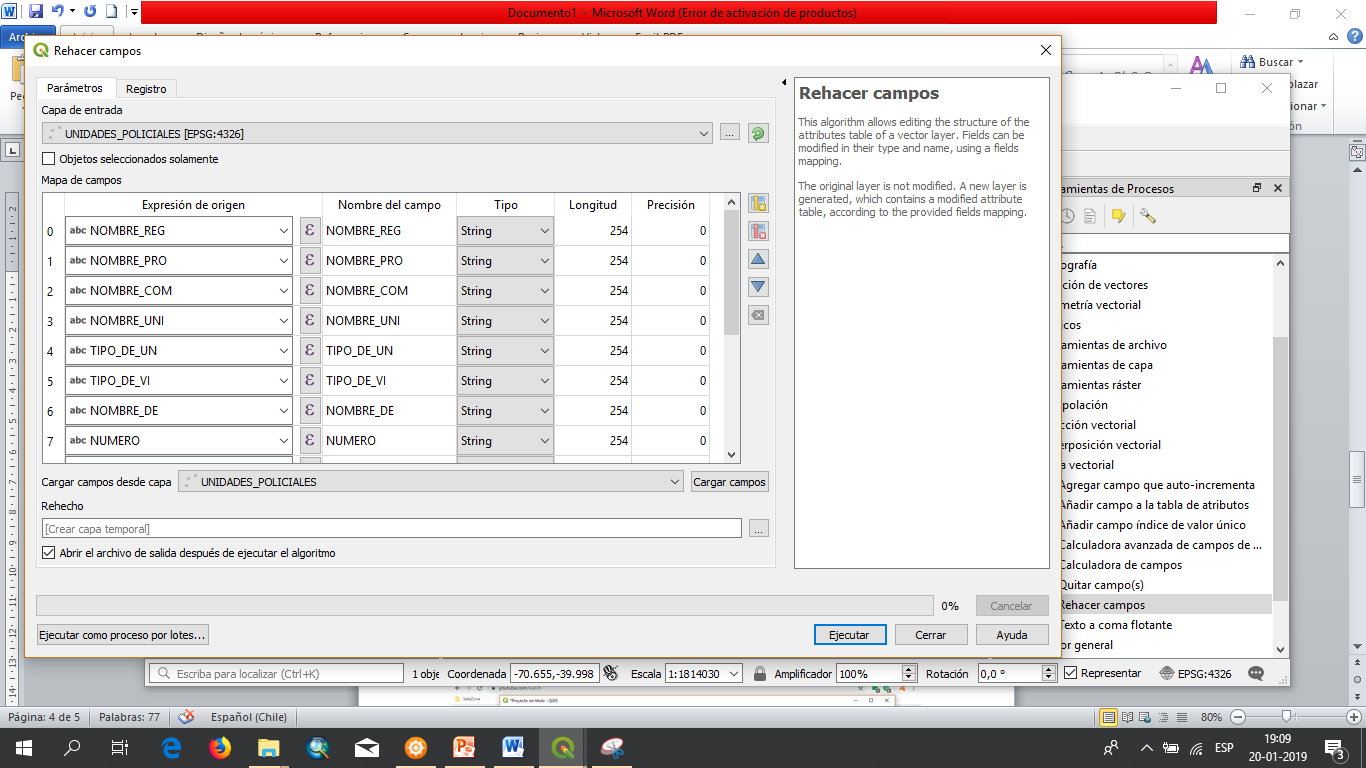 Documento1 - Microsoft Word (Error de activación de productos)
Buscar
Rehacer campos
Parámetros
Registro
Capa de entrada
UNIDADES_POLICIALES [EPSG:4326]
...
Objetos seleccionados solamente
Mapa de campos
Expresión de origen Nombre del campo Tipo Longitud Precisión
0 abc NOMBRE_REG ε NOMBRE_REG String 254 0
1 abc NOMBRE_PRO ε NOMBRE_PRO String 254 0
2 abc NOMBRE_COM ε NOMBRE_COM String 254 0
3 abc NOMBRE_UNI ε NOMBRE_UNI String 254 0
4 abc TIPO_DE_UN ε TIPO_DE_UN String 254 0
5 abc TIPO_DE_VI ε TIPO_DE_VI String 254 0
6 abc NOMBRE_DE ε NOMBRE_DE String 254 0
7 abc NUMERO ε NUMERO String 254 0
Cargar campos desde capa UNIDADES_POLICIALES Cargar campos
Rehecho
[Crear capa temporal] ...
Abrir el archivo de salida después de ejecutar el algoritmo
0% Cancelar
Ejecutar como proceso por lotes... Ejecutar Cerrar Ayuda
Rehacer campos
This algorithm allows editing the structure of the
attributes table of a vector layer. Fields can be
modified in their type and name, using a fields
mapping.
The original layer is not modified. A new layer is
generated, which contains a modified attribute
table, according to the provided fields mapping.
amientas de Procesos
ografía
ción de vectores
metría vectorial
icos
amientas de archivo
amientas de capa
amientas ráster
polación
cción vectorial
erposición vectorial
a vectorial
Agregar campo que auto-incrementa
Añadir campo a la tabla de atributos
Añadir campo índice de valor único
Calculadora avanzada de campos de ...
Calculadora de campos
Quitar campo(s)
Rehacer campos
Texto a coma flotante
or general
Escriba para localizar (Ctrl+K) 1 obje Coordenada -70.655,-39.998 Escala 1:1814030 Amplificador 100% Rotación 0,0 ° Representar EPSG:4326
Página: 4 de 5 Palabras: 77 Español (Chile) 80%
ESP
19:09
20-01-2019
3